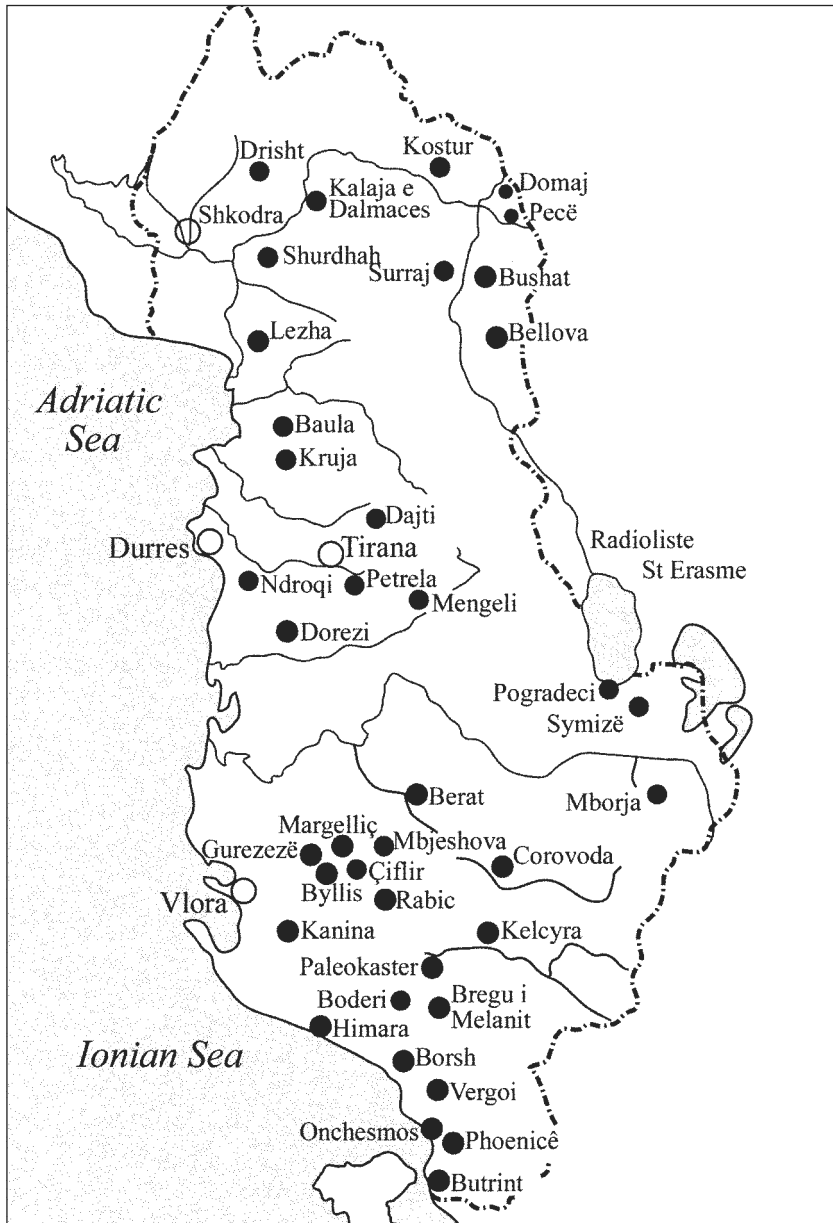 Drisht
Kostur
Domaj
Kalaja e
Dalmaces
Pecë
Shkodra
Shurdhah
Surraj
Bushat
Lezha
Bellova
Adriatic
Sea
Baula
Kruja
Dajti
Durres
Tirana
Radioliste
St Erasme
Ndroqi
Petrela
Mengeli
Dorezi
Pogradeci
Symizë
Berat
Mborja
Margelliç
Mbjeshova
Gurezezë
Çiflir
Corovoda
Byllis
Vlora
Rabic
Kanina
Kelcyra
Paleokaster
Boderi
Bregu i
Melanit
Himara
Ionian Sea
Borsh
Vergoi
Onchesmos
Phoenicê
Butrint